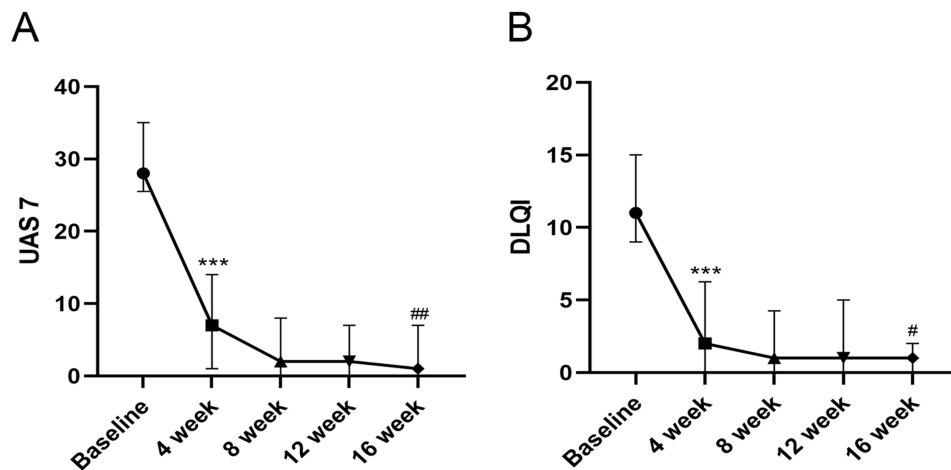 A
UAS 7
40
30
20
10
0
***
##
Baseline
4 week
8 week
12 week
16 week
B
DLQI
20
15
10
5
0
***
#
Baseline
4 week
8 week
12 week
16 week